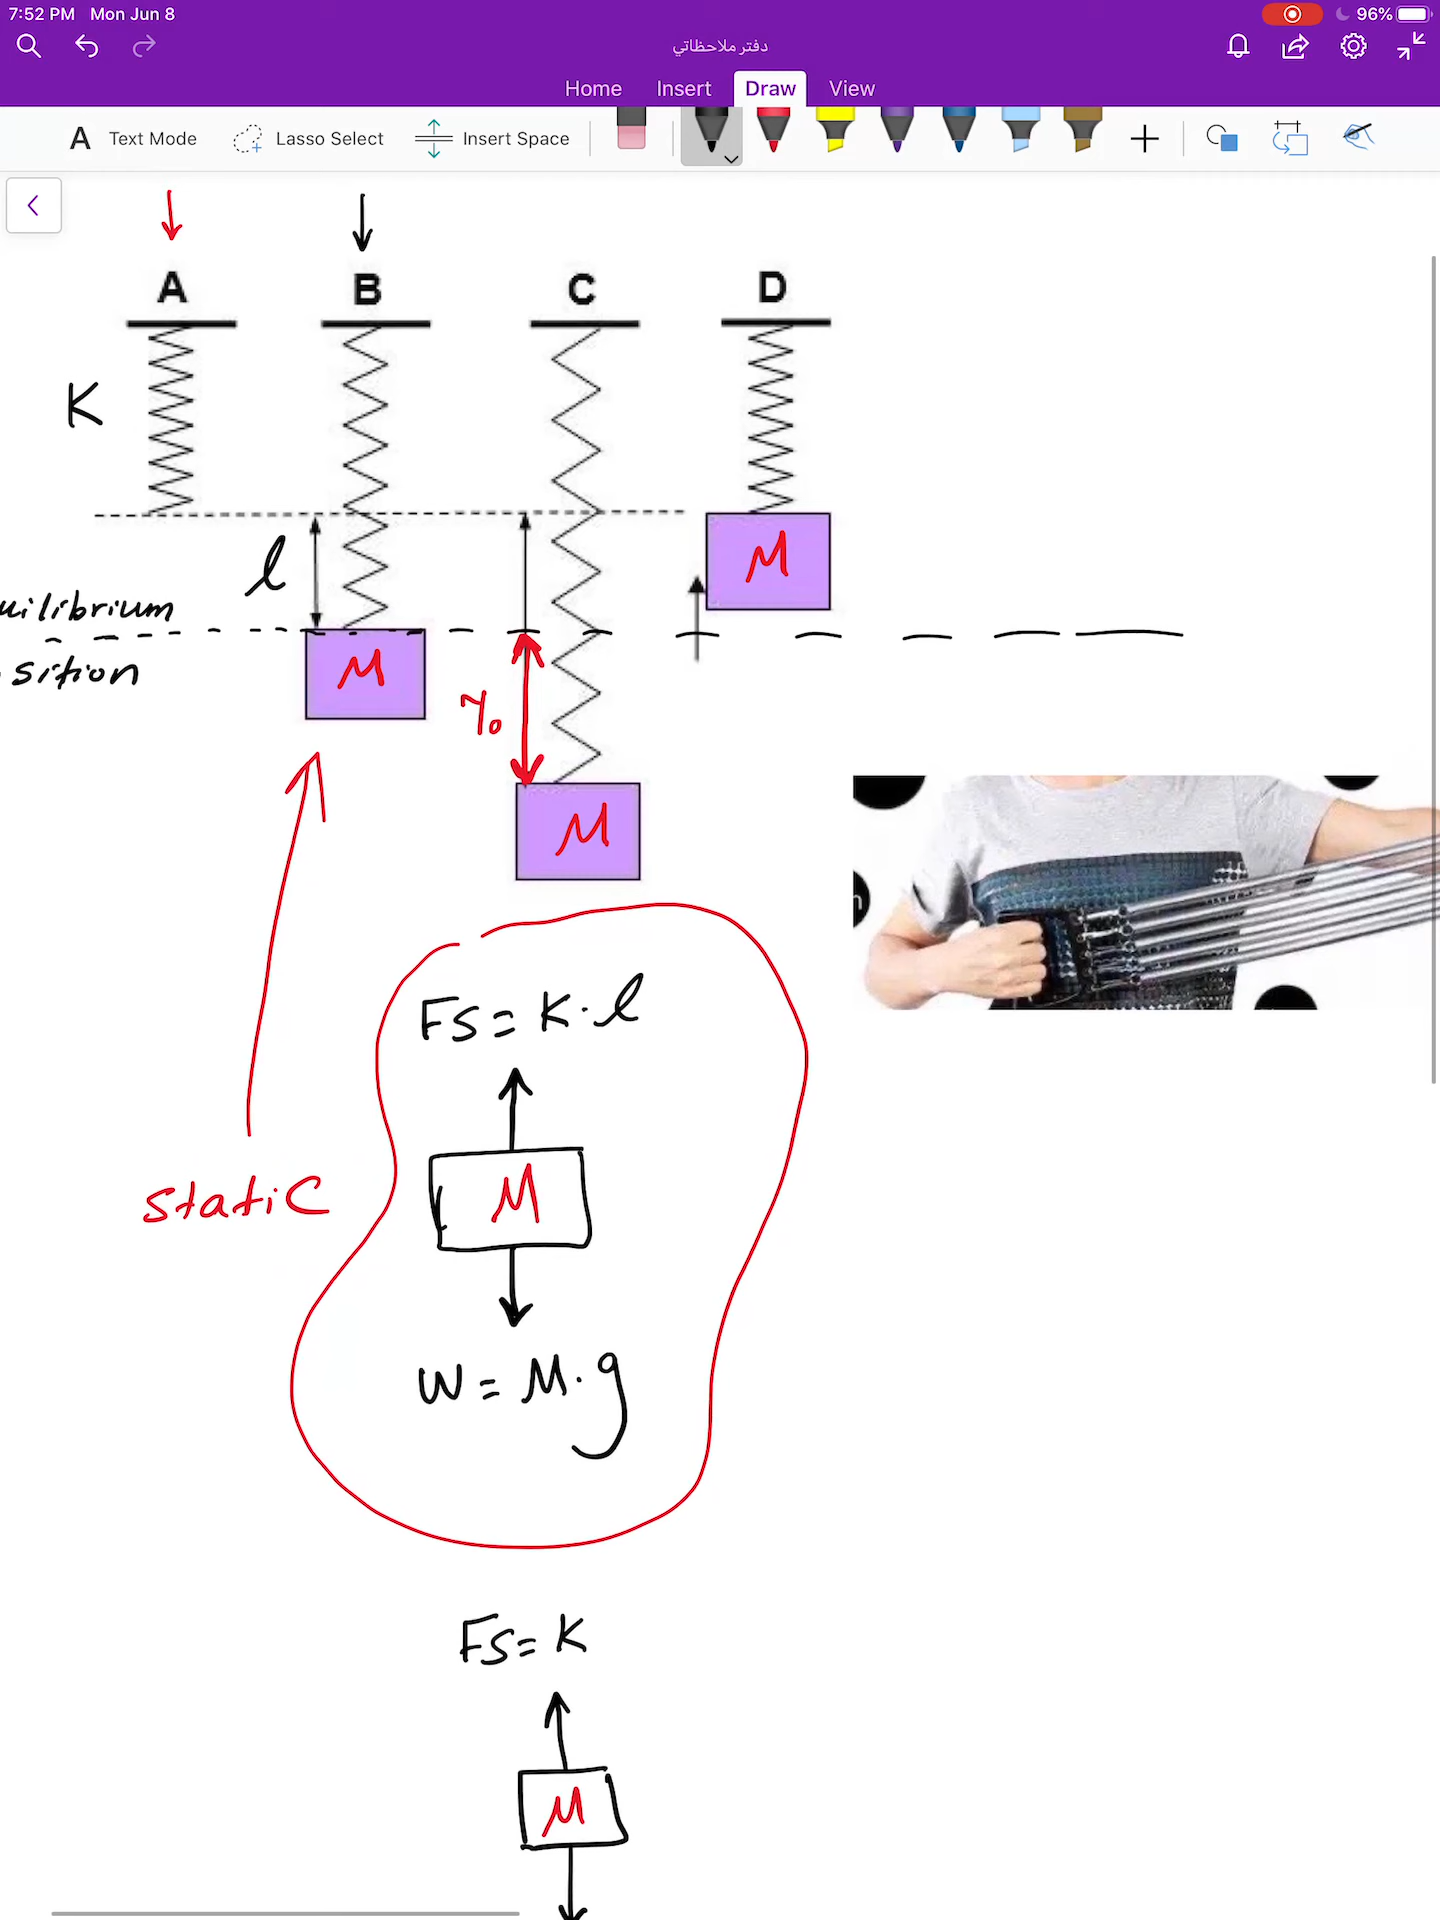 7:52 PM Mon Jun 8
96%
دفتر ملاحظاتي
Home Insert Draw View
A Text Mode Lasso Select Insert Space
A B C D
K
l
M
uilibrium
sition
M
y₀
M
M
Fs = K·l
M
static
W = M·g
Fs = K
M